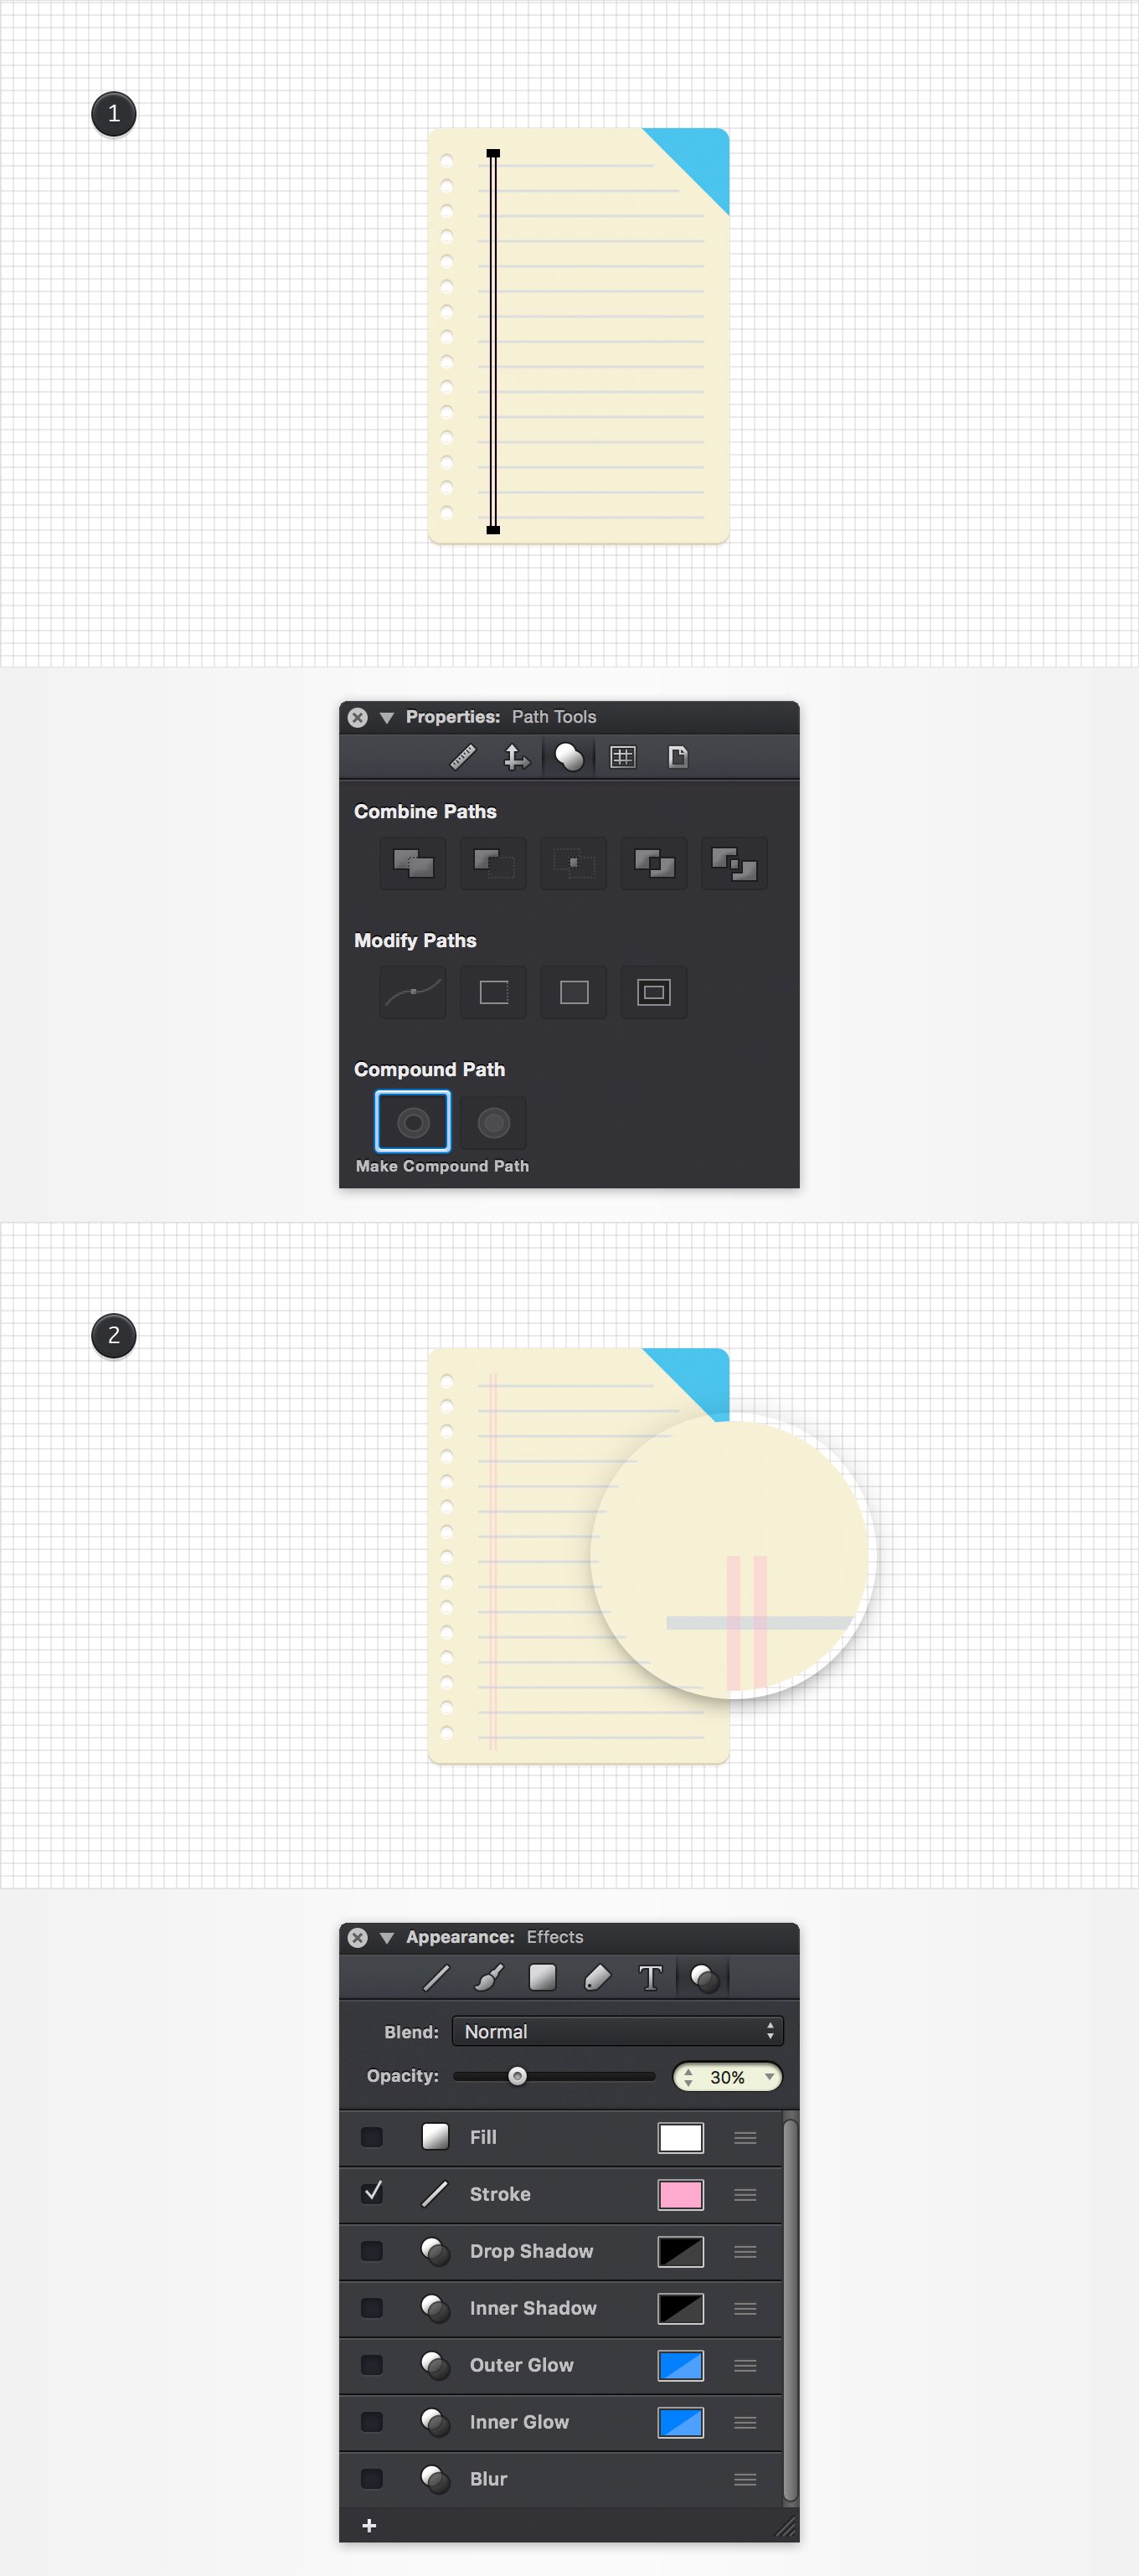 1
Properties: Path Tools
Combine Paths
Modify Paths
Compound Path
Make Compound Path
2
Appearance: Effects
T
Blend: Normal
Opacity: 30%
Fill
Stroke
Drop Shadow
Inner Shadow
Outer Glow
Inner Glow
Blur
+